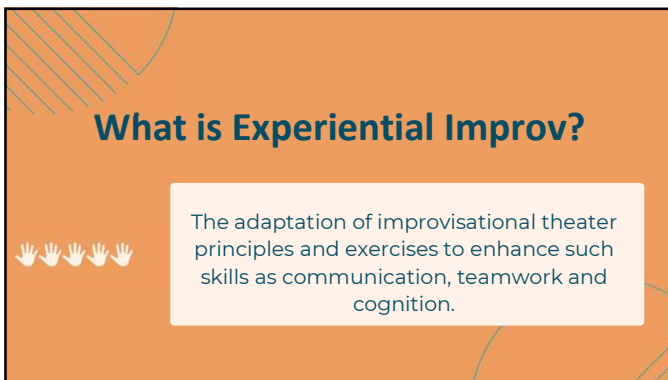 What is Experiential Improv?
The adaptation of improvisational theater
principles and exercises to enhance such
skills as communication, teamwork and
cognition.